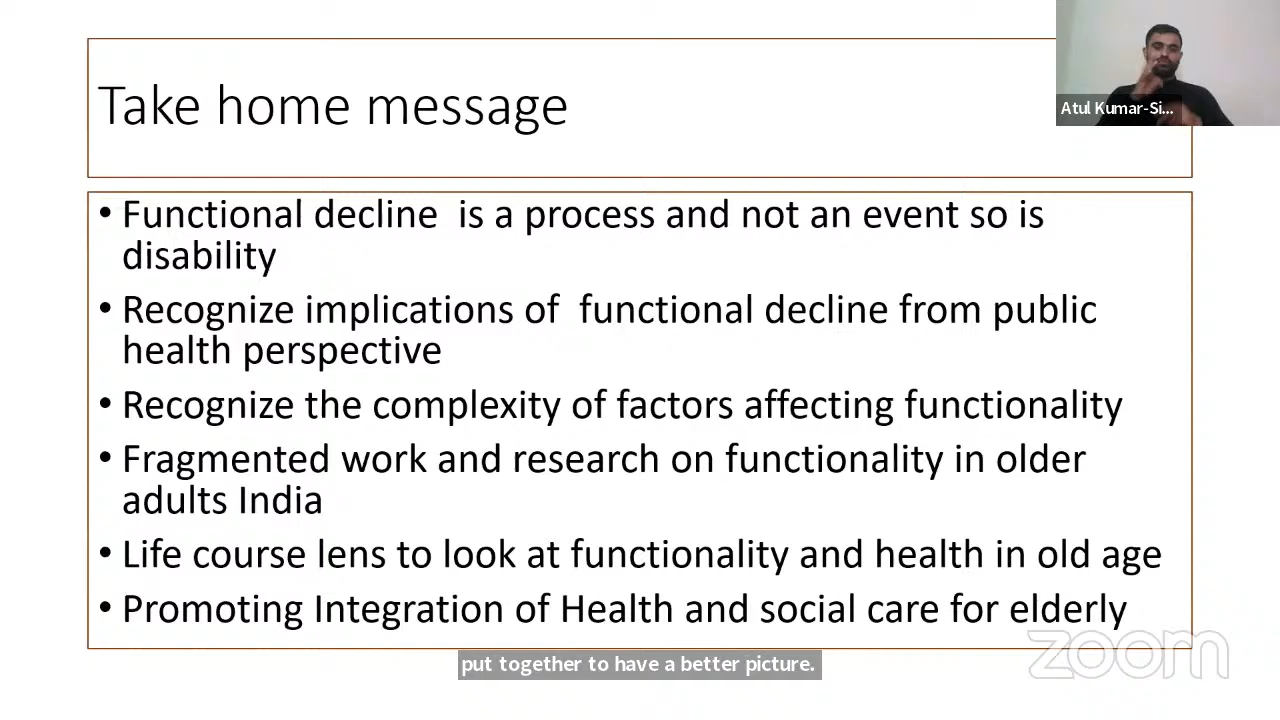 Take home message
Atul Kumar-Si...
• Functional decline is a process and not an event so is
disability
• Recognize implications of functional decline from public
health perspective
• Recognize the complexity of factors affecting functionality
• Fragmented work and research on functionality in older
adults India
• Life course lens to look at functionality and health in old age
• Promoting Integration of Health and social care for elderly
zoom
put together to have a better picture.